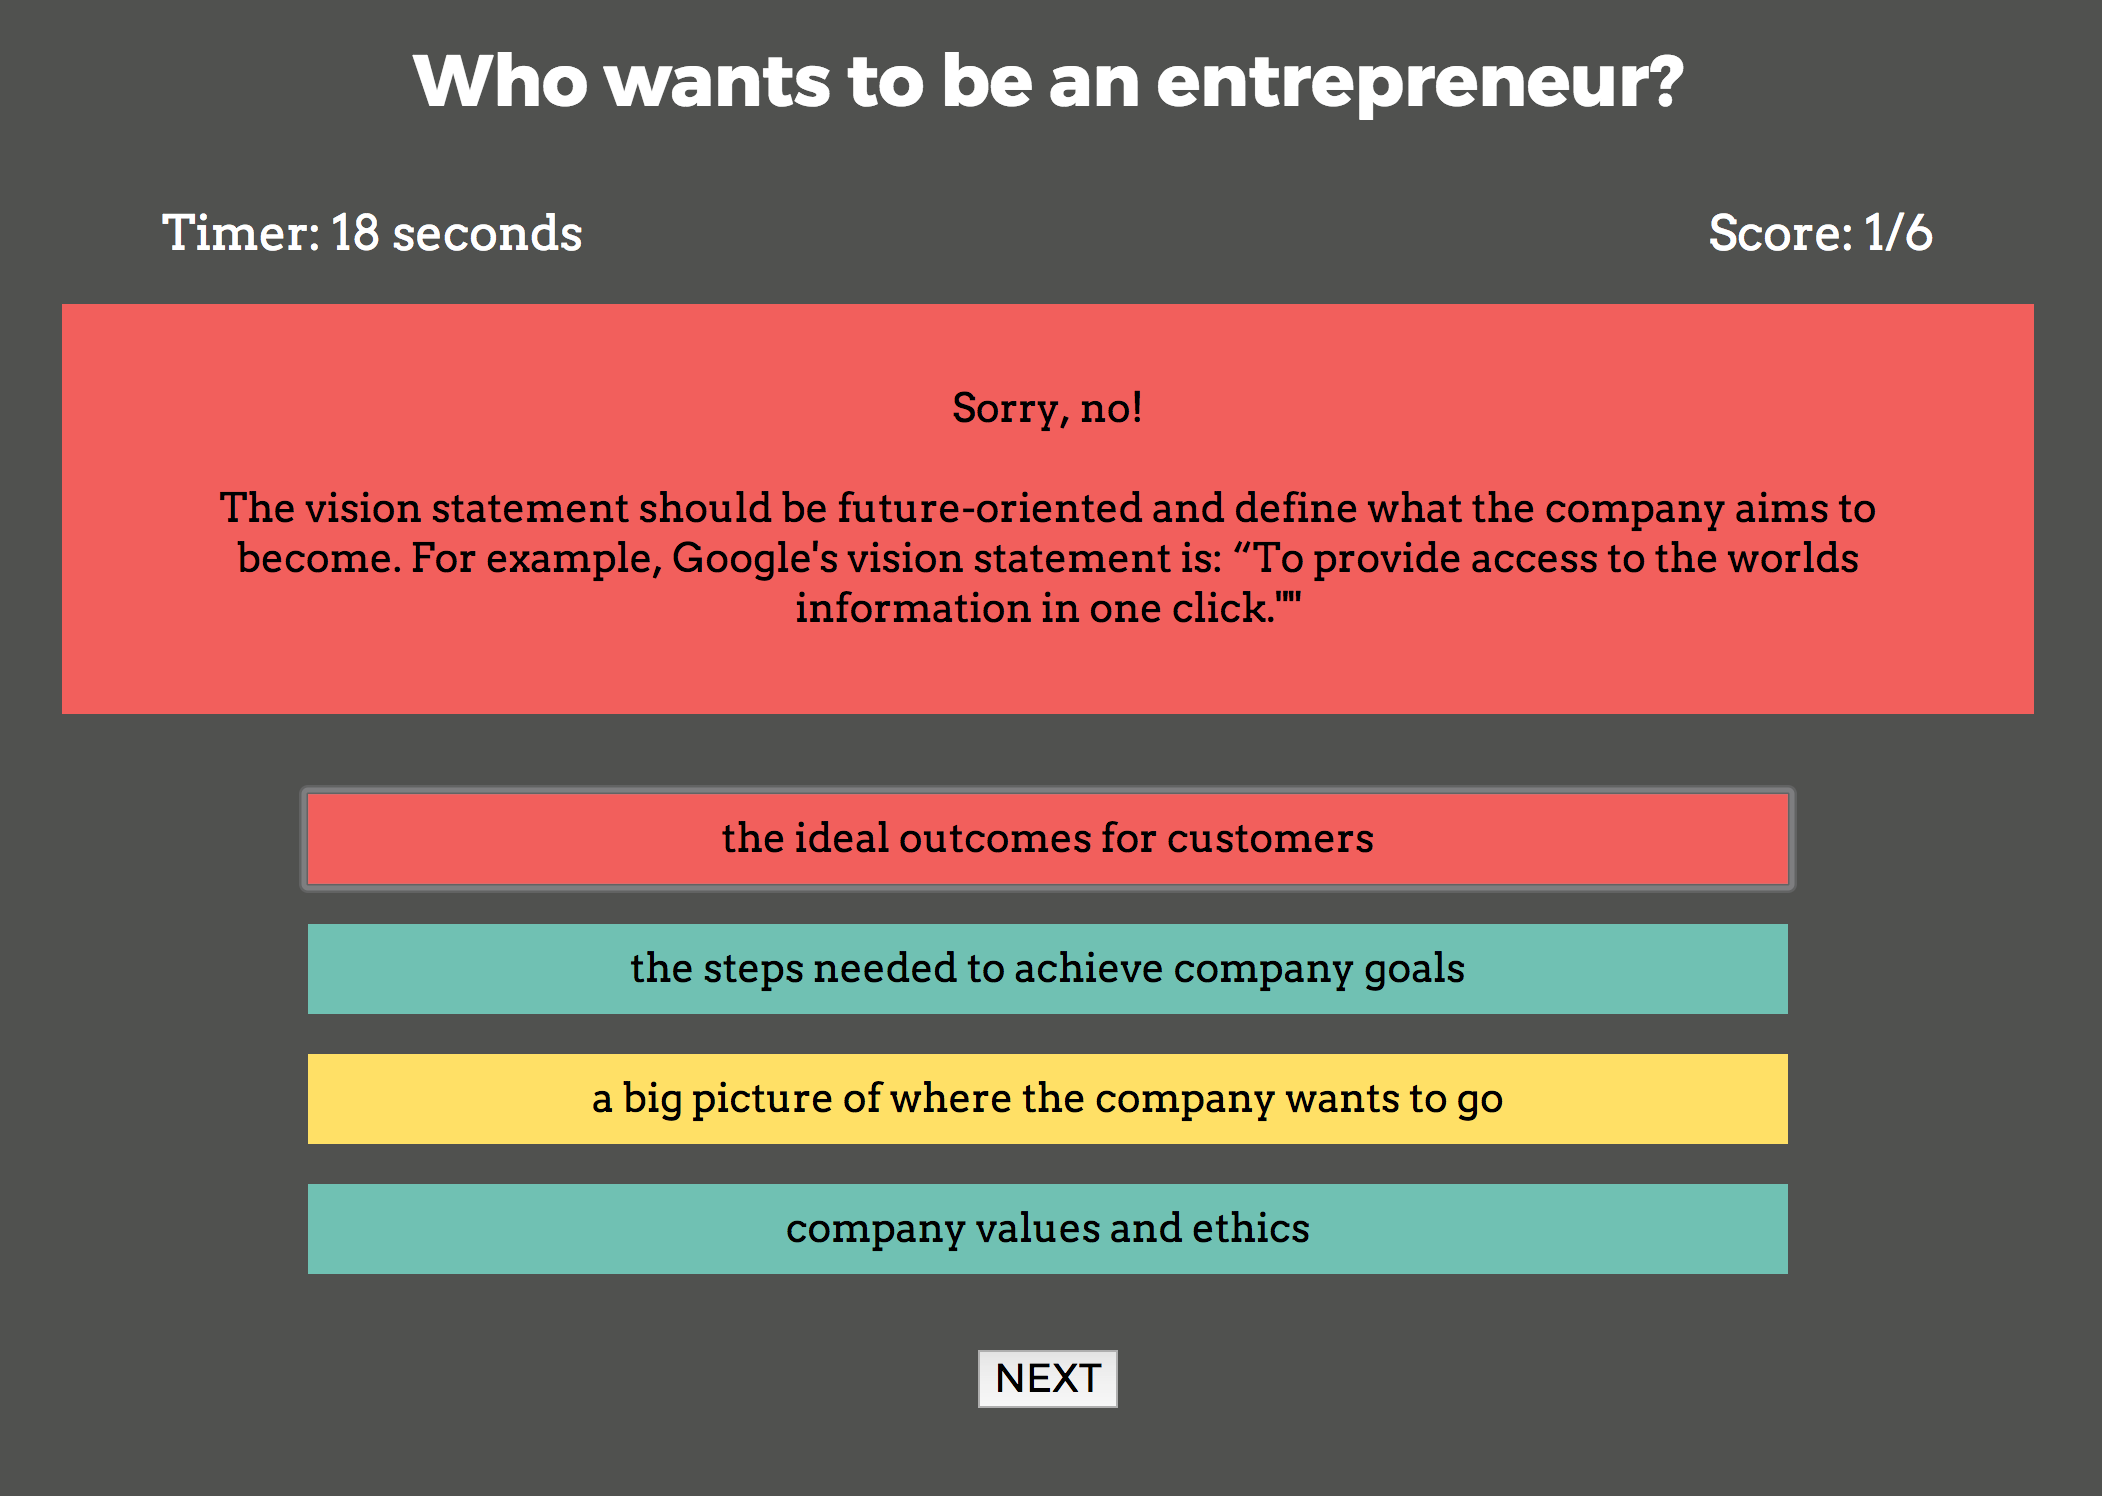 Who wants to be an entrepreneur?
Timer: 18 seconds
Score: 1/6
Sorry, no!
The vision statement should be future-oriented and define what the company aims to
become. For example, Google's vision statement is: “To provide access to the worlds
information in one click.""
the ideal outcomes for customers
the steps needed to achieve company goals
a big picture of where the company wants to go
company values and ethics
NEXT